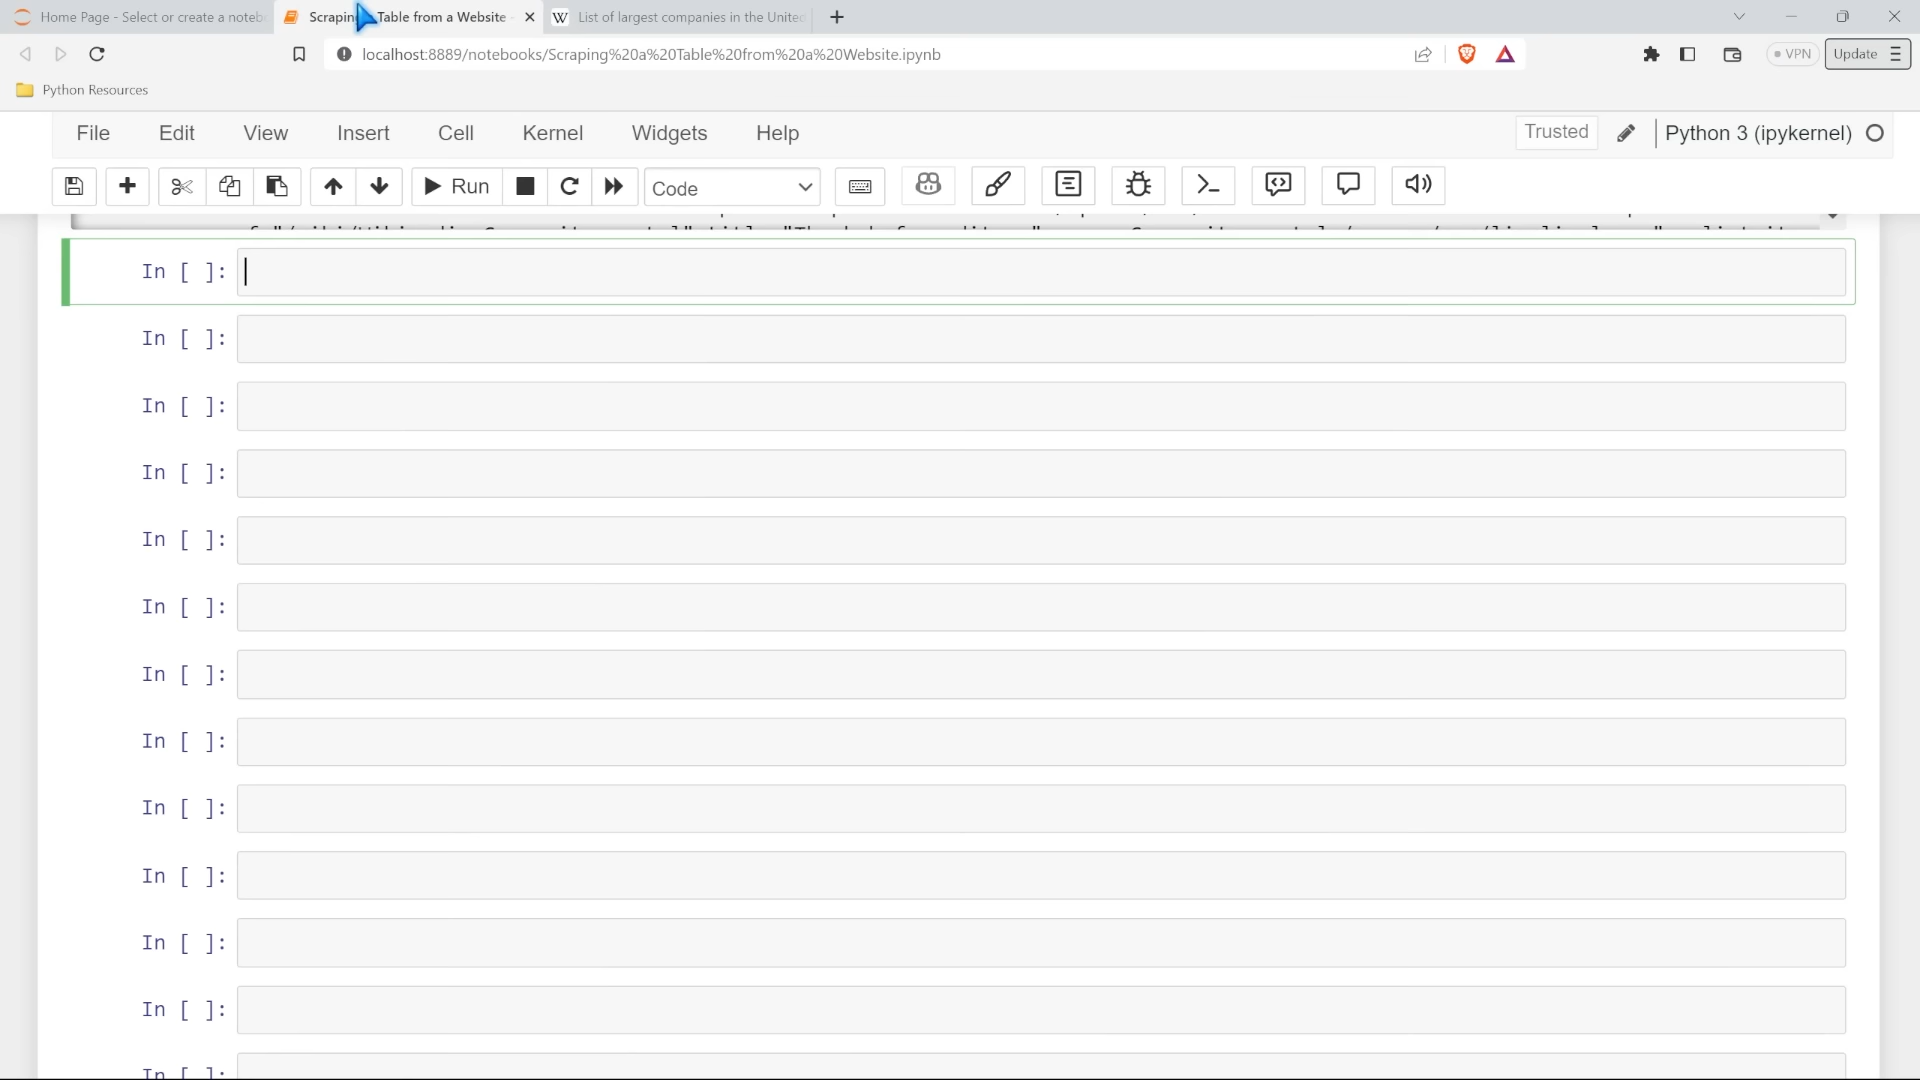 Home Page - Select or create a noteb
Scrapin Table from a Website -
List of largest companies in the United
localhost:8889/notebooks/Scraping%20a%20Table%20from%20a%20Website.ipynb
VPN
Update
Python Resources
File Edit View Insert Cell Kernel Widgets Help
Trusted
Python 3 (ipykernel)
Run
Code
In [ ]:
In [ ]:
In [ ]:
In [ ]:
In [ ]:
In [ ]:
In [ ]:
In [ ]:
In [ ]:
In [ ]:
In [ ]:
In [ ]:
In [ ]: